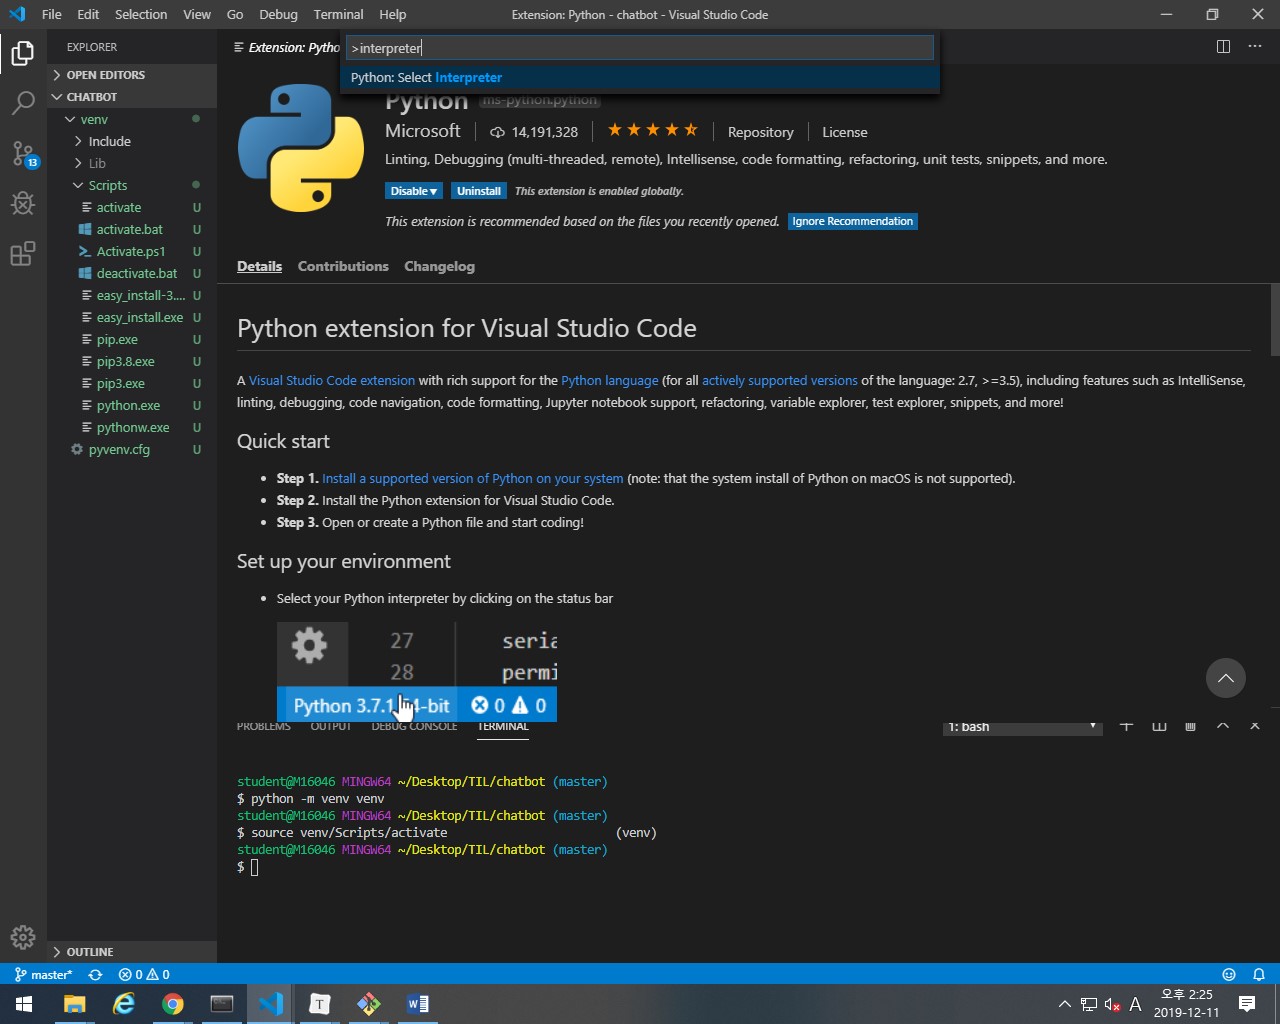 File Edit Selection View Go Debug Terminal Help Extension: Python - chatbot - Visual Studio Code
EXPLORER
OPEN EDITORS
CHATBOT
venv
Include
Lib
Scripts
activate U
activate.bat U
Activate.ps1 U
deactivate.bat U
easy_install-3.... U
easy_install.exe U
pip.exe U
pip3.8.exe U
pip3.exe U
python.exe U
pythonw.exe U
pyvenv.cfg U
OUTLINE
13
Extension: Pytho
>interpreter
Python: Select Interpreter
Python ms-python.python
Microsoft 14,191,328 Repository License
Linting, Debugging (multi-threaded, remote), Intellisense, code formatting, refactoring, unit tests, snippets, and more.
Disable Uninstall This extension is enabled globally.
This extension is recommended based on the files you recently opened. Ignore Recommendation
Details Contributions Changelog
Python extension for Visual Studio Code
A Visual Studio Code extension with rich support for the Python language (for all actively supported versions of the language: 2.7, >=3.5), including features such as IntelliSense,
linting, debugging, code navigation, code formatting, Jupyter notebook support, refactoring, variable explorer, test explorer, snippets, and more!
Quick start
Step 1. Install a supported version of Python on your system (note: that the system install of Python on macOS is not supported).
Step 2. Install the Python extension for Visual Studio Code.
Step 3. Open or create a Python file and start coding!
Set up your environment
Select your Python interpreter by clicking on the status bar
27 seria
28 permi
Python 3.7.1 -bit 0 0
PROBLEMS OUTPUT DEBUG CONSOLE TERMINAL 1: bash
student@M16046 MINGW64 ~/Desktop/TIL/chatbot (master)
$ python -m venv venv
student@M16046 MINGW64 ~/Desktop/TIL/chatbot (master)
$ source venv/Scripts/activate (venv)
student@M16046 MINGW64 ~/Desktop/TIL/chatbot (master)
$
master* 0 0
T W A 오후 2:25
2019-12-11